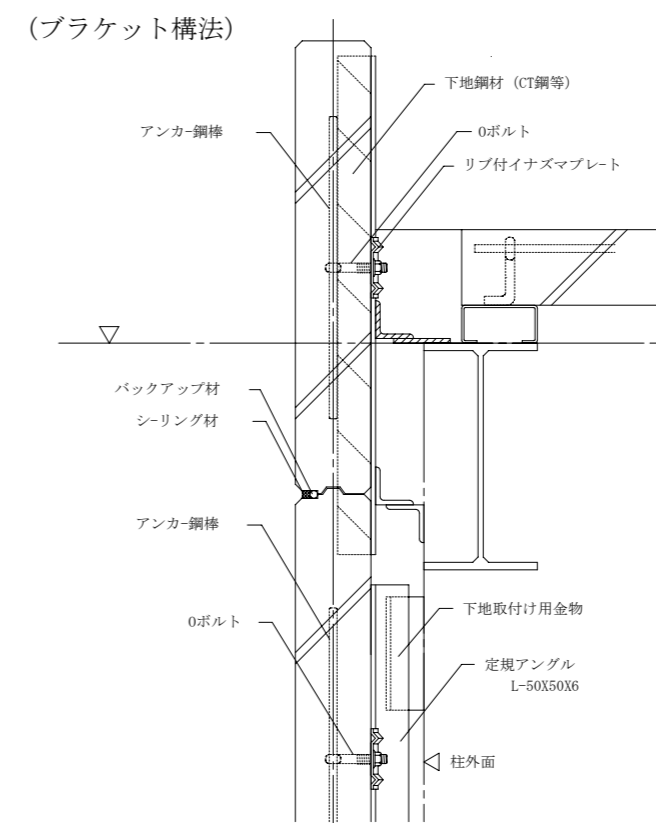 (ブラケット構法)
下地鋼材 (CT鋼等)
アンカー鋼棒
Oボルト
リブ付イナズマプレート
バックアップ材
シーリング材
アンカー鋼棒
下地取付け用金物
Oボルト
定規アングル
L-50X50X6
柱外面